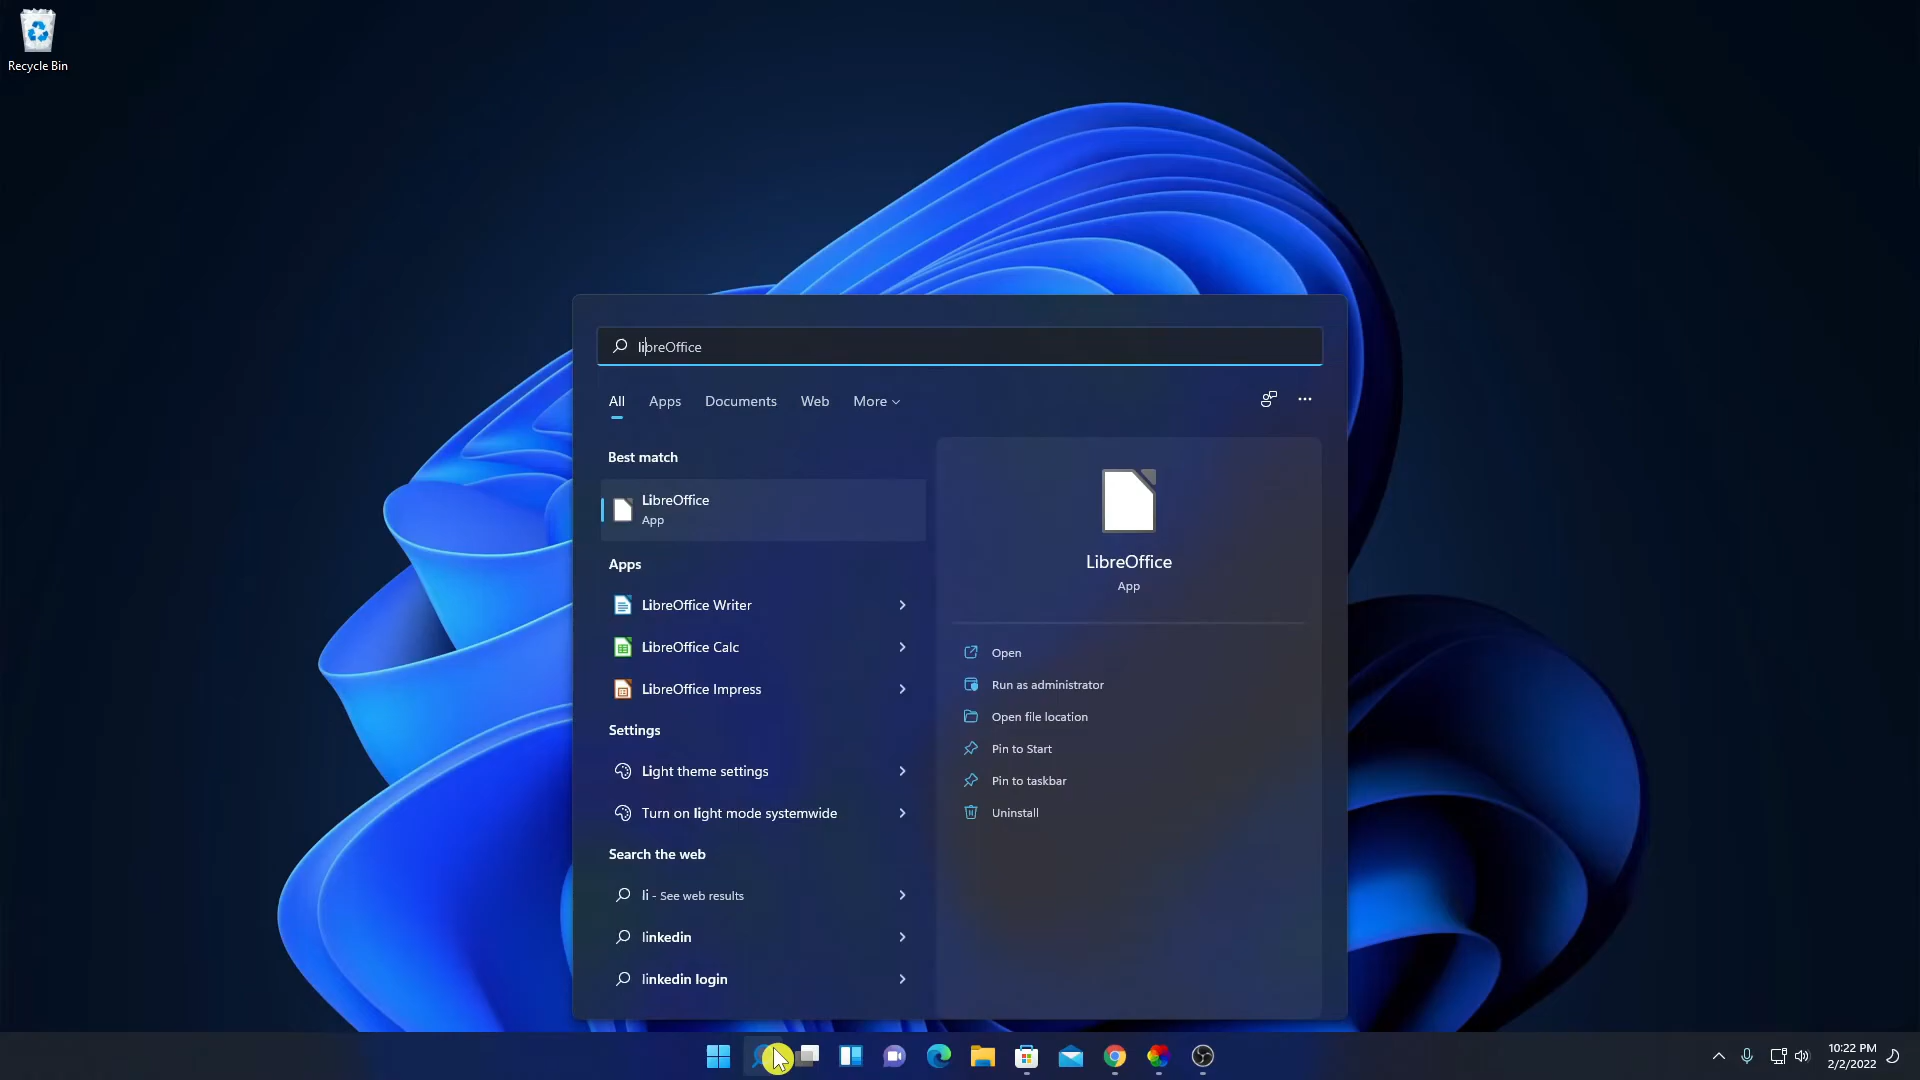 Recycle Bin
libreOffice
All Apps Documents Web More
Best match
LibreOffice
App
Apps
LibreOffice Writer
LibreOffice Calc
LibreOffice Impress
Settings
Light theme settings
Turn on light mode systemwide
Search the web
li - See web results
linkedin
linkedin login
LibreOffice
App
Open
Run as administrator
Open file location
Pin to Start
Pin to taskbar
Uninstall
10:22 PM
2/2/2022